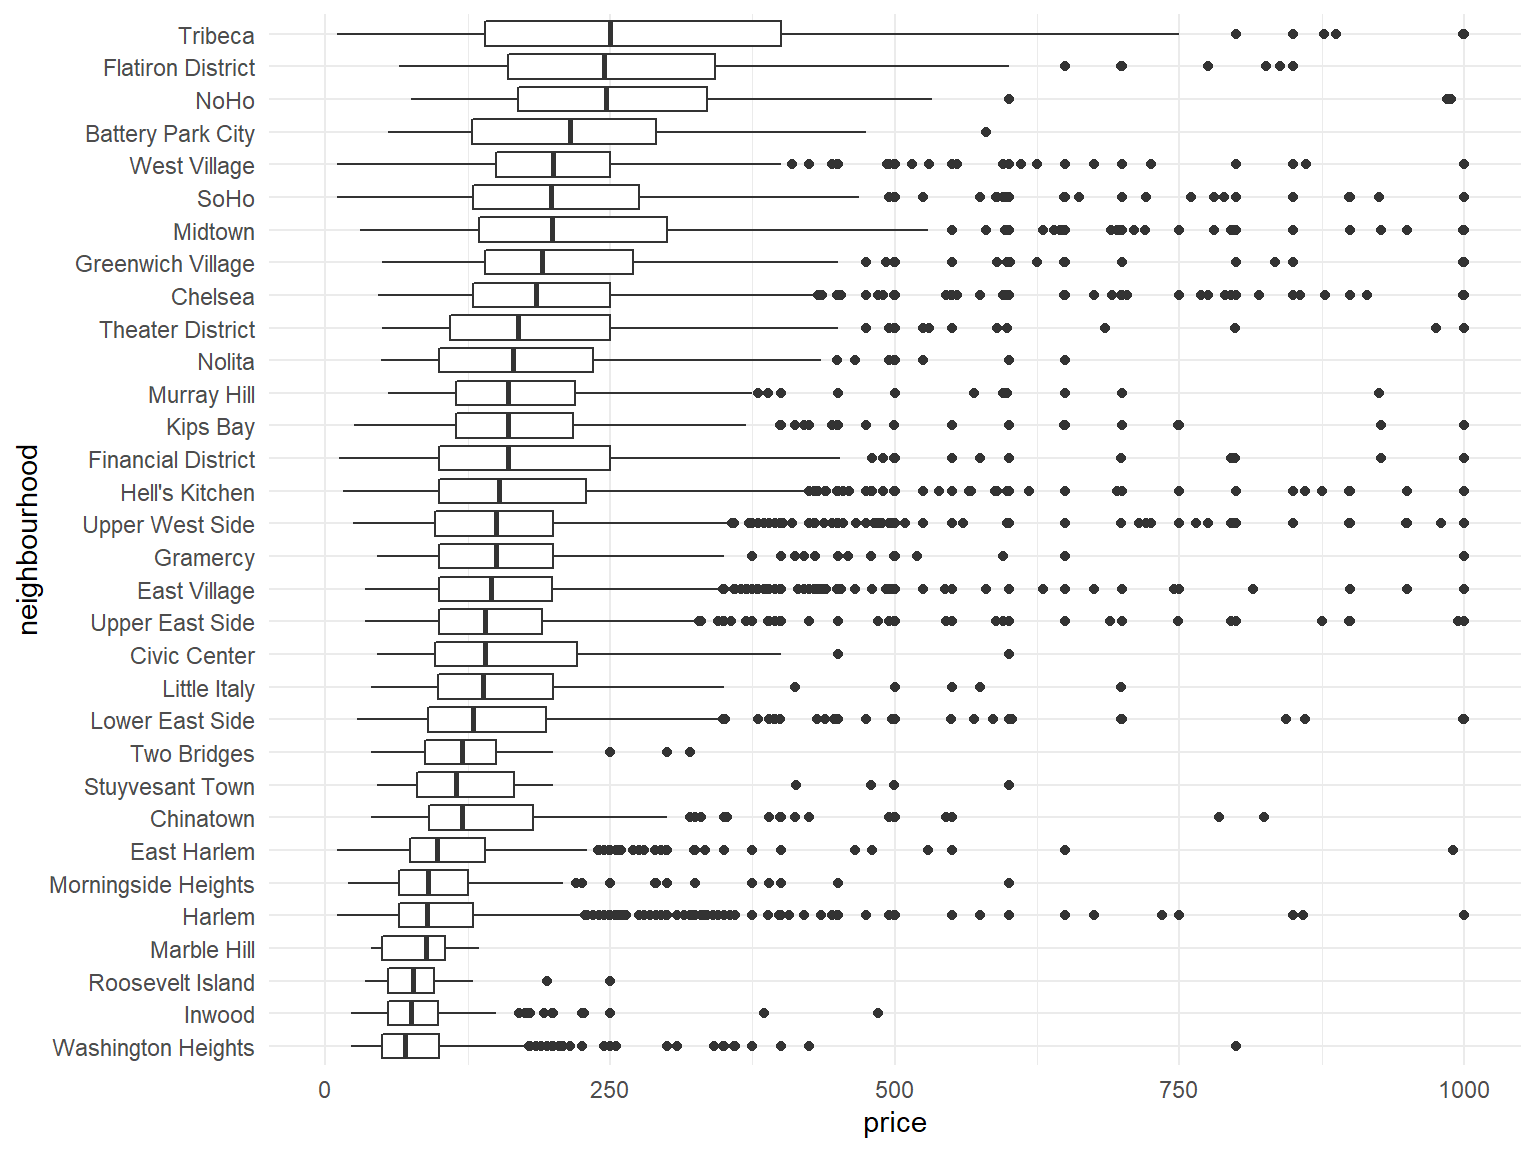 Tribeca
Flatiron District
NoHo
Battery Park City
West Village
SoHo
Midtown
Greenwich Village
Chelsea
Theater District
Nolita
Murray Hill
Kips Bay
Financial District
Hell's Kitchen
Upper West Side
Gramercy
East Village
Upper East Side
Civic Center
Little Italy
Lower East Side
Two Bridges
Stuyvesant Town
Chinatown
East Harlem
Morningside Heights
Harlem
Marble Hill
Roosevelt Island
Inwood
Washington Heights
neighbourhood
0 250 500 750 1000
price